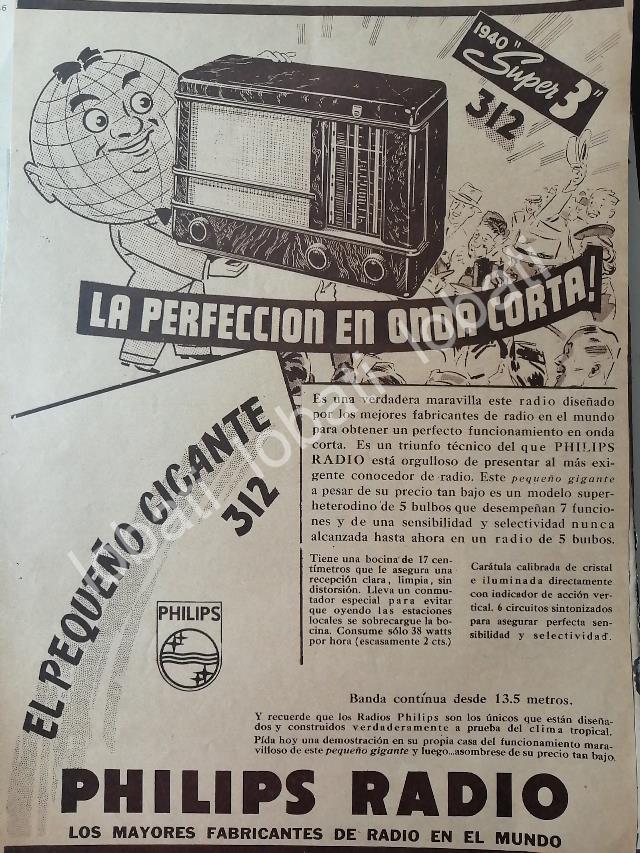 1940 "Super 3"
312
LA PERFECCION EN ONDA CORTA!
EL PEQUEÑO GIGANTE
312
Es una verdadera maravilla este radio diseñado
por los mejores fabricantes de radio en el mundo
para obtener un perfecto funcionamiento en onda
corta. Es un triunfo técnico del que PHILIPS
RADIO está orgulloso de presentar al más exi-
gente conocedor de radio. Este pequeño gigante
a pesar de su precio tan bajo es un modelo super-
heterodino de 5 bulbos que desempeñan 7 funcio-
nes y de una sensibilidad y selectividad nunca
alcanzada hasta ahora en un radio de 5 bulbos.
Tiene una bocina de 17 cen-
tímetros que le asegura una
recepción clara, limpia, sin
distorsión. Lleva un conmu-
tador especial para evitar
que oyendo las estaciones
locales se sobrecargue la bo-
cina. Consume sólo 38 watts
por hora (escasamente 2 cts.)
Carátula calibrada de cristal
e iluminada directamente
con indicador de acción ver-
tical. 6 circuitos sintonizados
para asegurar perfecta sen-
sibilidad y selectividad.
PHILIPS
Banda contínua desde 13.5 metros.
Y recuerde que los Radios Philips son los únicos que están diseña-
dos y construidos verdaderamente a prueba del clima tropical.
Pída hoy una demostración en su propia casa del funcionamiento mara-
villoso de este pequeño gigante y luego...asombrese de su precio tan bajo.
PHILIPS RADIO
LOS MAYORES FABRICANTES DE RADIO EN EL MUNDO
lobati lobati lobati lobati